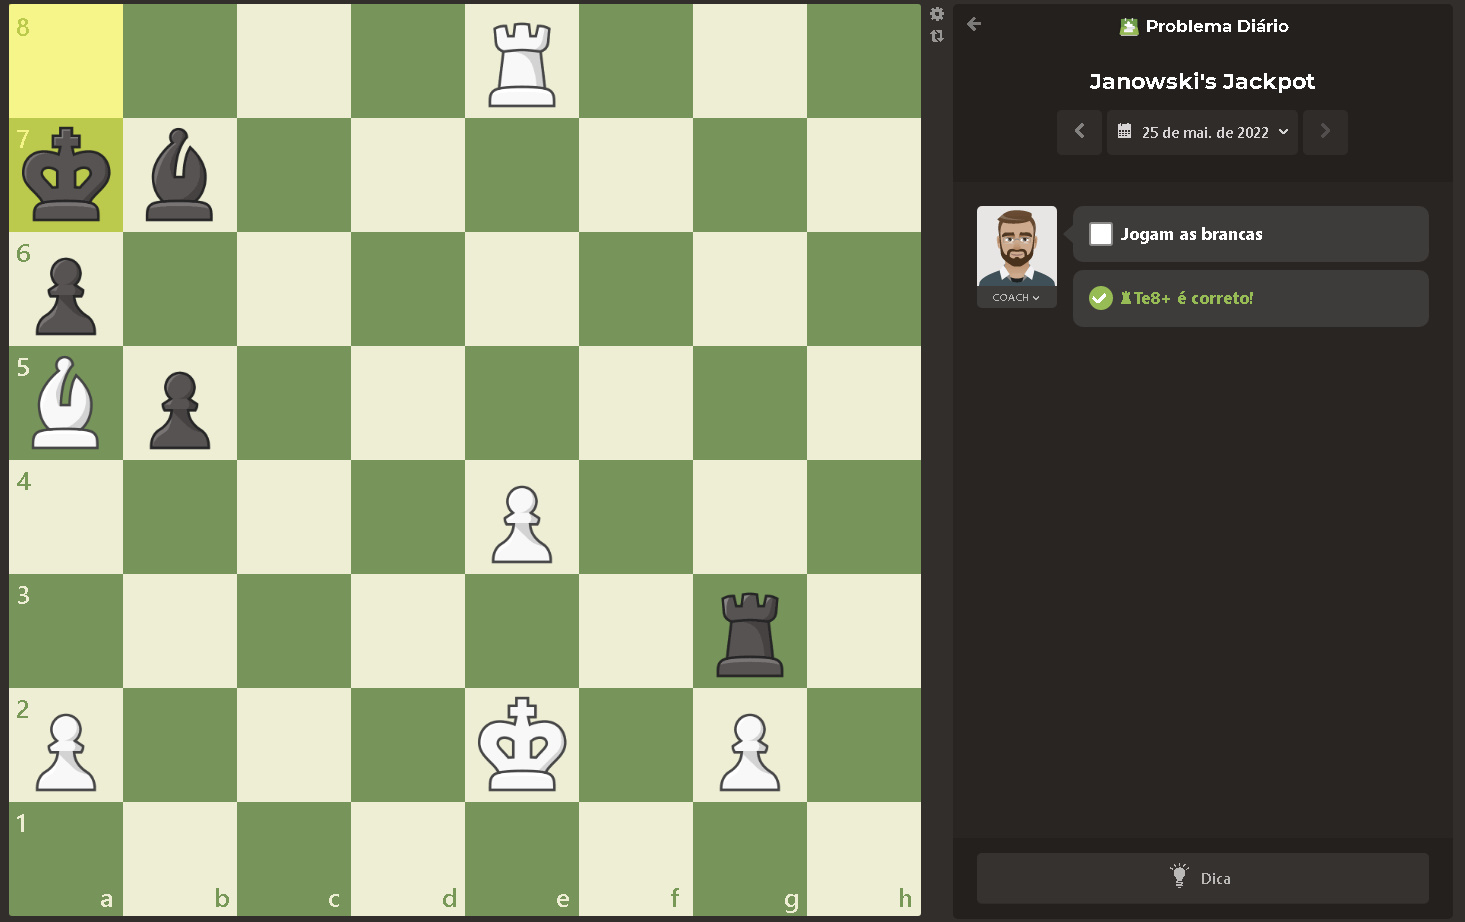 8
7
6
5
4
3
2
1
a b c d e f g h
Problema Diário
Janowski's Jackpot
25 de mai. de 2022
COACH
Jogam as brancas
Te8+ é correto!
Dica